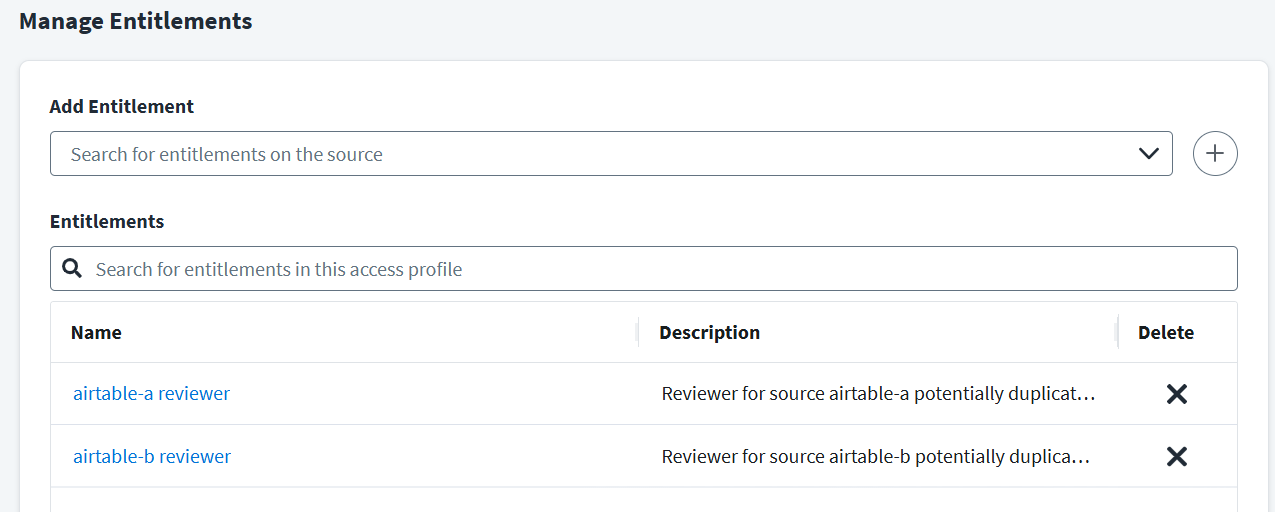 Manage Entitlements
Add Entitlement
Search for entitlements on the source
Entitlements
Search for entitlements in this access profile
Name Description Delete
airtable-a reviewer Reviewer for source airtable-a potentially duplicat…
airtable-b reviewer Reviewer for source airtable-b potentially duplica…